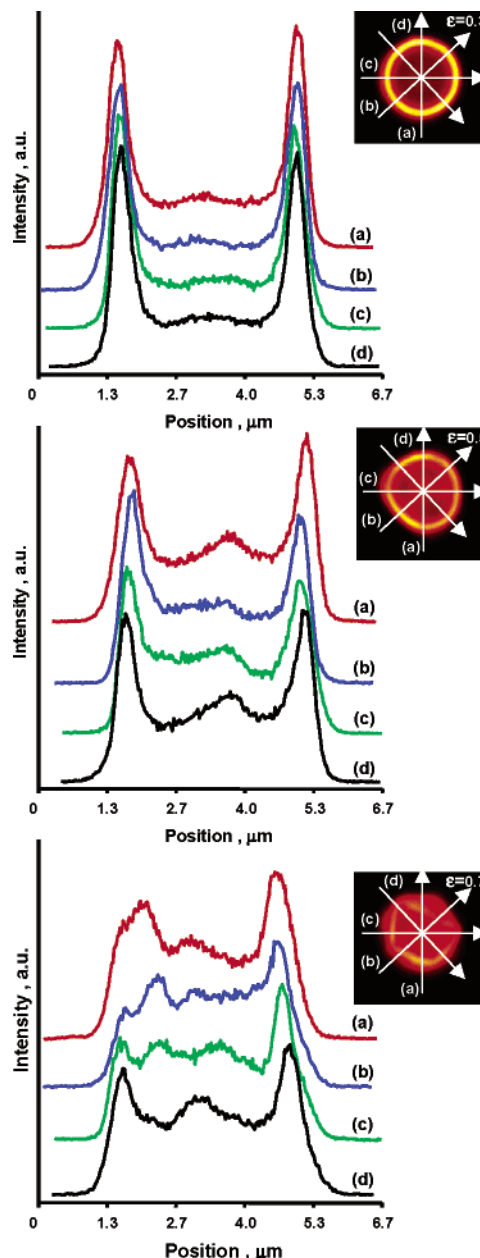 (d)
ε=0.3
(c)
(b)
(a)
Intensity , a.u.
(a)
(b)
(c)
(d)
0 1.3 2.7 4.0 5.3 6.7
Position , µm
(d)
(c)
(b)
(a)
Intensity , a.u.
(a)
(b)
(c)
(d)
0 1.3 2.7 4.0 5.3 6.7
Position , µm
(d)
ε=0.7
(c)
(b)
(a)
Intensity , a.u.
(a)
(b)
(c)
(d)
0 1.3 2.7 4.0 5.3 6.7
Position , µm